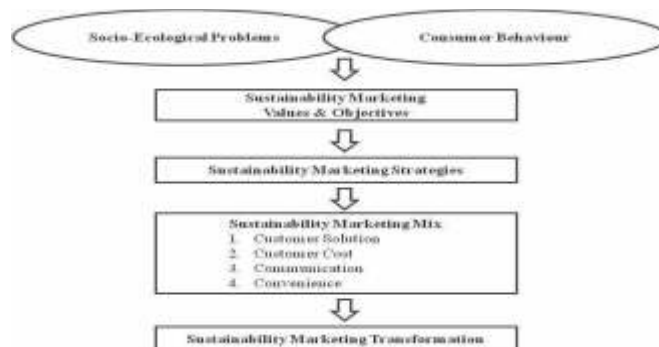 Socio-Ecological Problems
Consumer Behaviour
Sustainability Marketing
Values & Objectives
Sustainability Marketing Strategies
Sustainability Marketing Mix
1. Customer Solution
2. Customer Cost
3. Communication
4. Convenience
Sustainability Marketing Transformation